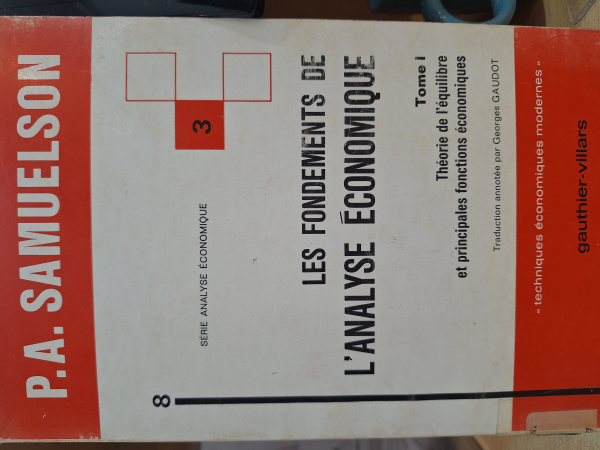 P.A. SAMUELSON
3
SÉRIE ANALYSE ÉCONOMIQUE
LES FONDEMENTS DE
L'ANALYSE ÉCONOMIQUE
Tome I
Théorie de l'équilibre
et principales fonctions économiques
Traduction annotée par Georges GAUDOT
8
« techniques économiques modernes »
gauthier-villars